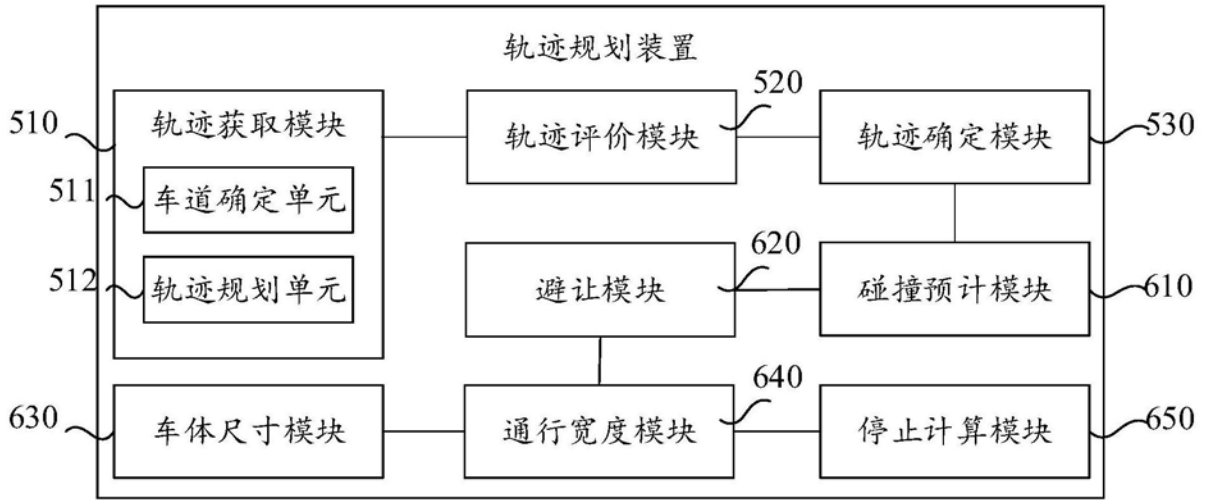 轨迹规划装置
510
轨迹获取模块
511
车道确定单元
512
轨迹规划单元
轨迹评价模块
520
轨迹确定模块
530
避让模块
620
碰撞预计模块
610
630
车体尺寸模块
通行宽度模块
640
停止计算模块
650